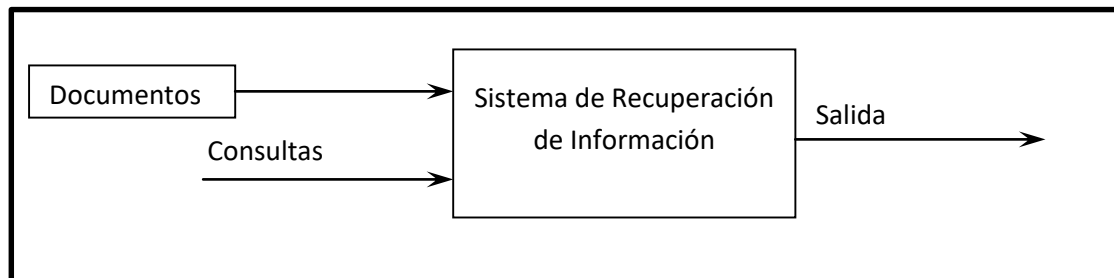 Documentos
Consultas
Sistema de Recuperación
de Información
Salida